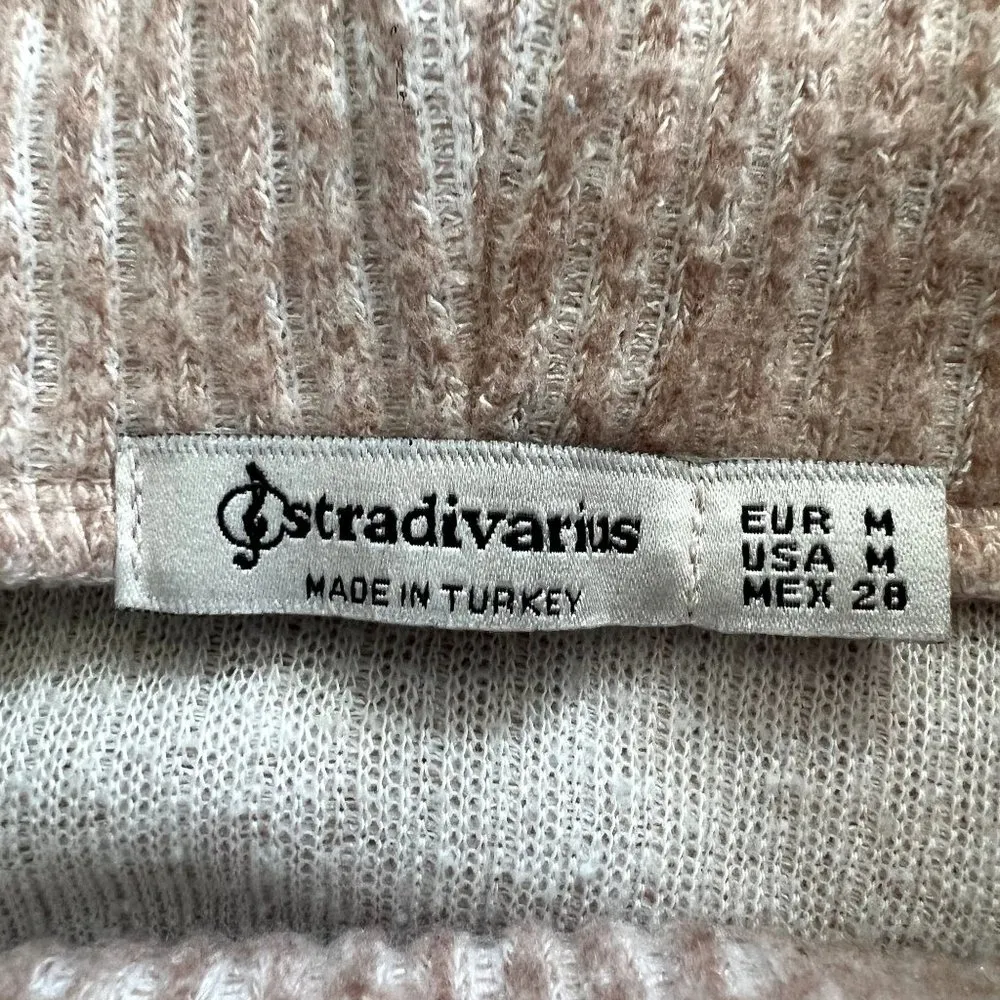 stradivarius
MADE IN TURKEY
EUR M
USA M
MEX 28